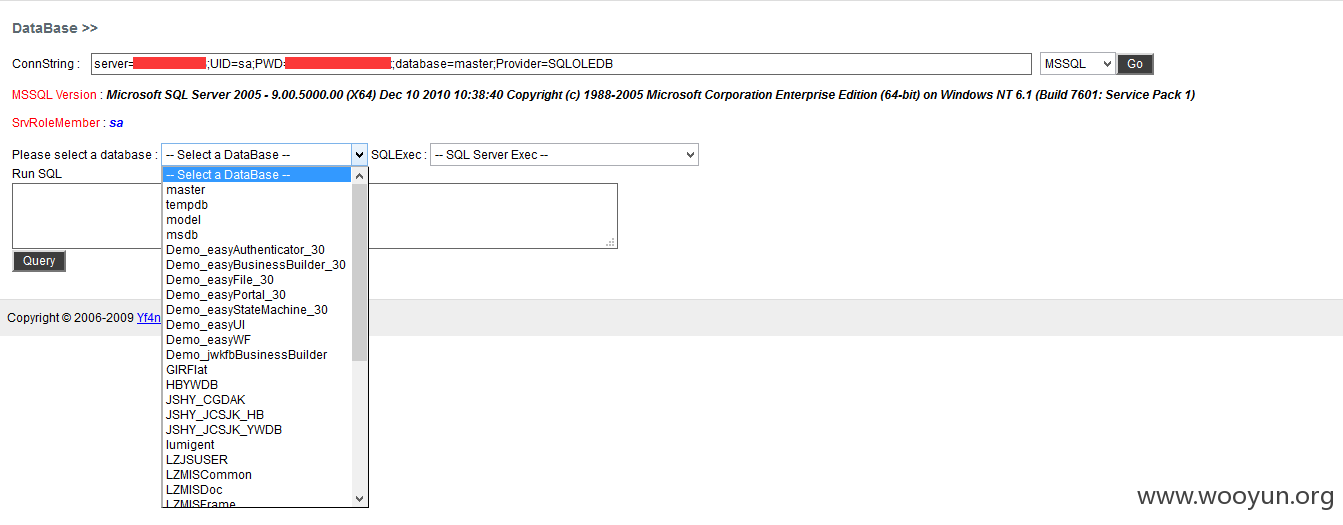 DataBase >>
ConnString : server= ;UID=sa;PWD= ;database=master;Provider=SQLOLEDB MSSQL Go
MSSQL Version : Microsoft SQL Server 2005 - 9.00.5000.00 (X64) Dec 10 2010 10:38:40 Copyright (c) 1988-2005 Microsoft Corporation Enterprise Edition (64-bit) on Windows NT 6.1 (Build 7601: Service Pack 1)
SrvRoleMember : sa
Please select a database : -- Select a DataBase -- SQLExec : -- SQL Server Exec --
Run SQL
-- Select a DataBase --
master
tempdb
model
msdb
Demo_easyAuthenticator_30
Demo_easyBusinessBuilder_30
Demo_easyFile_30
Demo_easyPortal_30
Demo_easyStateMachine_30
Demo_easyUI
Demo_easyWF
Demo_jwkfbBusinessBuilder
GIRFlat
HBYWDB
JSHY_CGDAK
JSHY_JCSJK_HB
JSHY_JCSJK_YWDB
lumigent
LZJSUSER
LZMISCommon
LZMISDoc
LZMISFrame
Query
Copyright © 2006-2009 Yf4n
www.wooyun.org